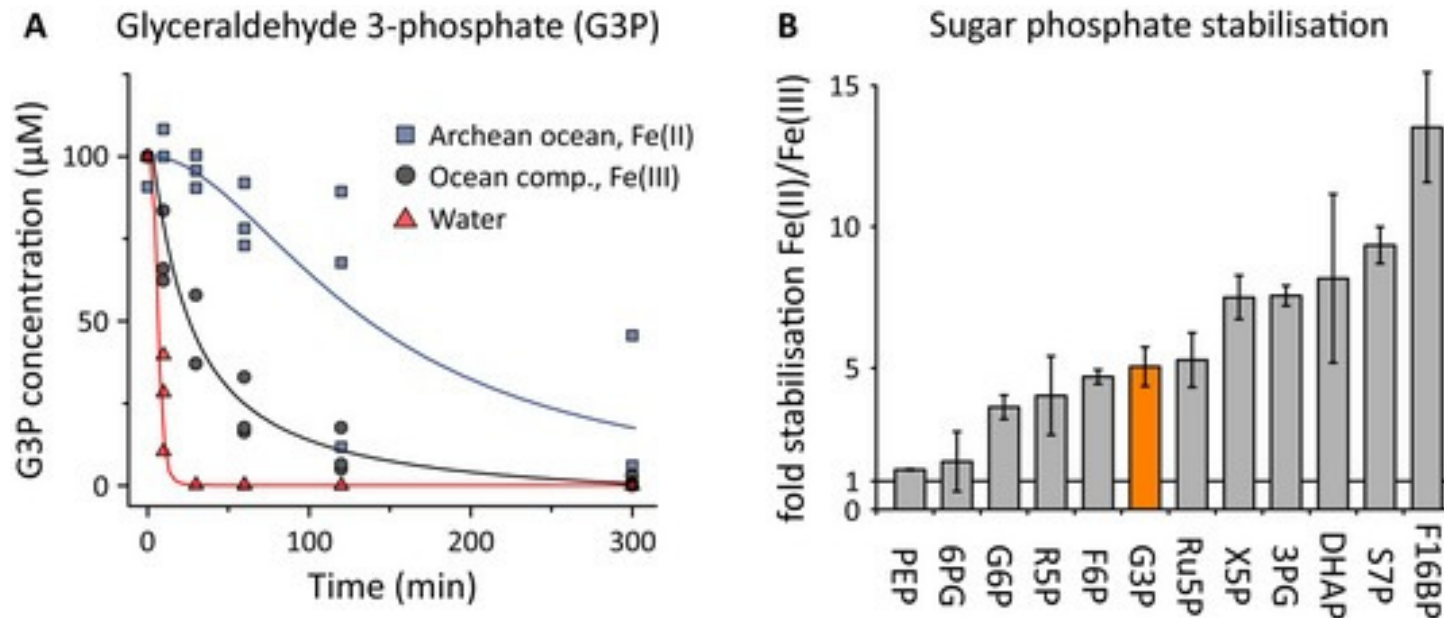 A Glyceraldehyde 3-phosphate (G3P)
G3P concentration (µM)
100
50
0
Archean ocean, Fe(II)
Ocean comp., Fe(III)
Water
0 100 200 300
Time (min)
B Sugar phosphate stabilisation
fold stabilisation Fe(II)/Fe(III)
15
10
5
1
0
PEP
6PG
G6P
R5P
F6P
G3P
Ru5P
X5P
3PG
DHAP
S7P
F16BP